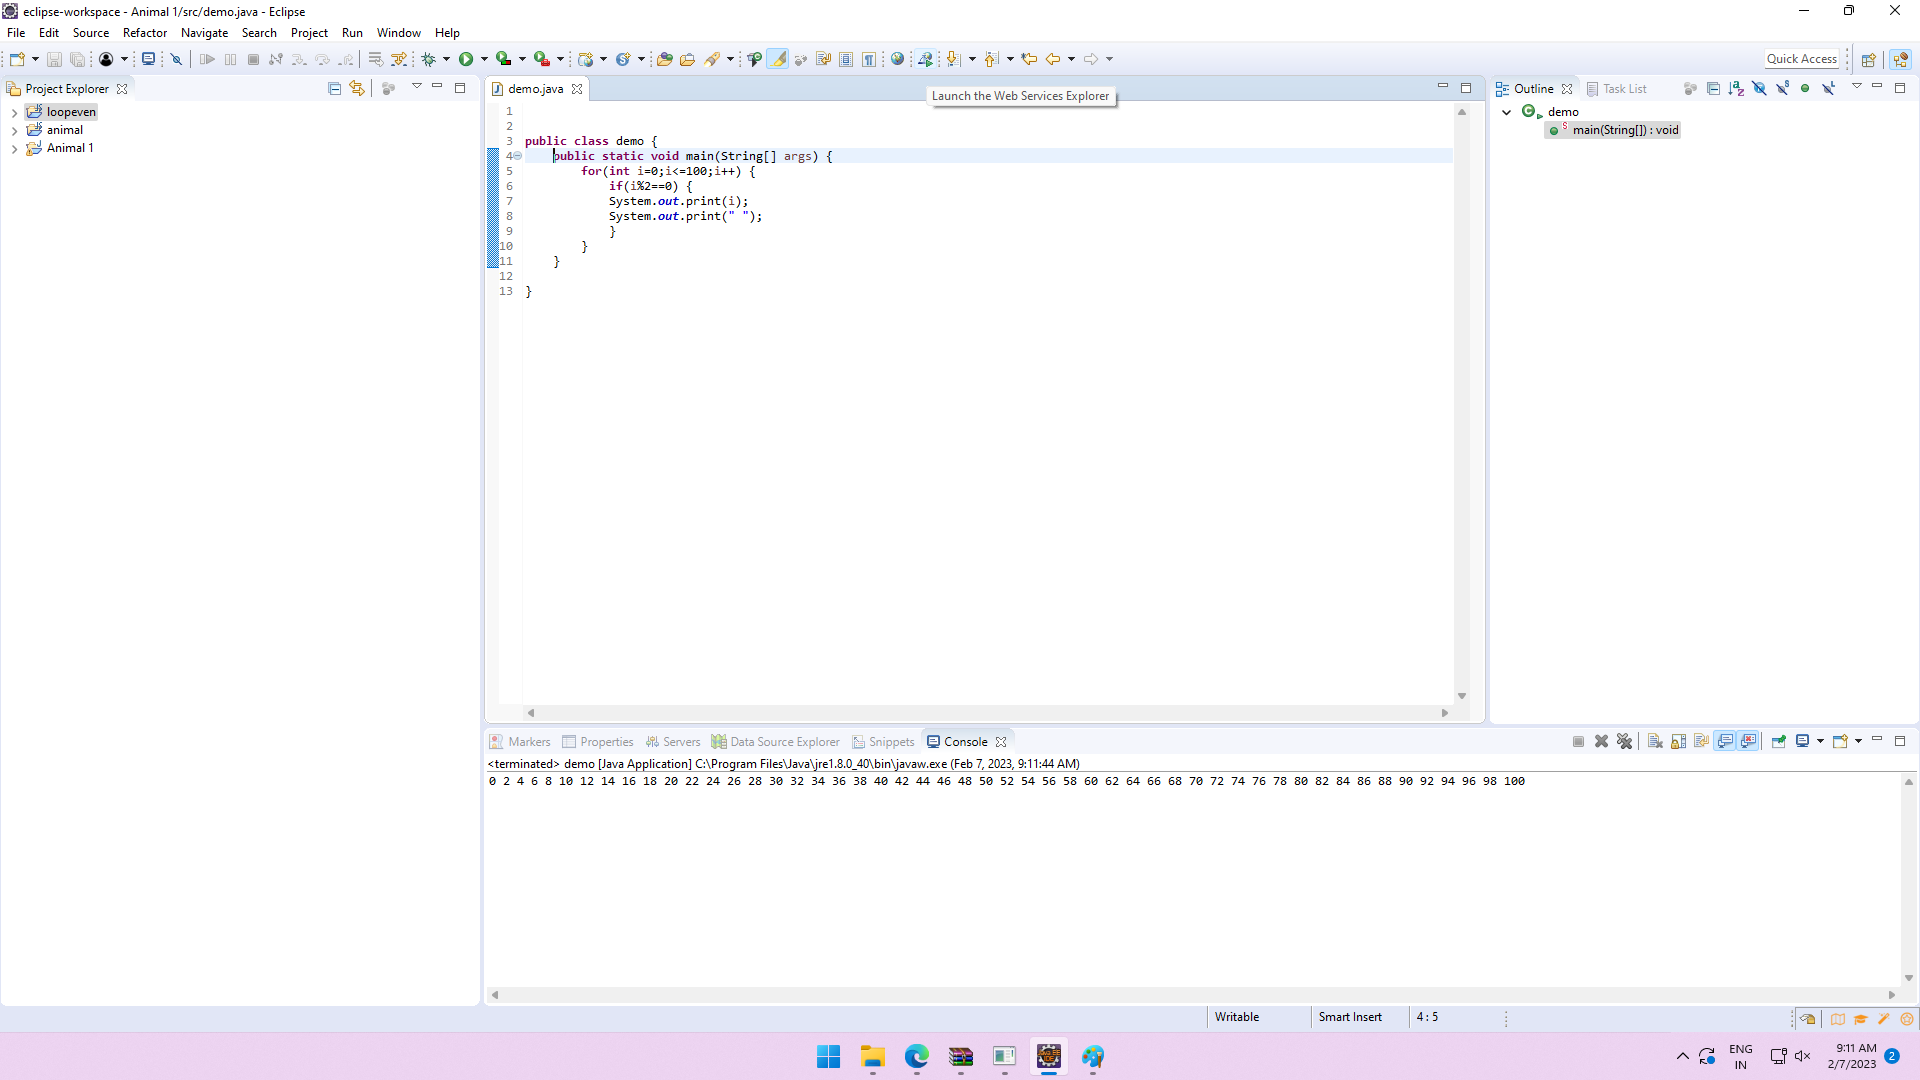 eclipse-workspace - Animal 1/src/demo.java - Eclipse
File Edit Source Refactor Navigate Search Project Run Window Help
Quick Access
Project Explorer
loopeven
animal
Animal 1
demo.java
Launch the Web Services Explorer
1
2
3 public class demo {
4 public static void main(String[] args) {
5 for(int i=0;i<=100;i++) {
6 if(i%2==0) {
7 System.out.print(i);
8 System.out.print(" ");
9 }
10 }
11 }
12
13 }
Outline Task List
demo
main(String[]) : void
Markers Properties Servers Data Source Explorer Snippets Console
<terminated> demo [Java Application] C:\Program Files\Java\jre1.8.0_40\bin\javaw.exe (Feb 7, 2023, 9:11:44 AM)
0 2 4 6 8 10 12 14 16 18 20 22 24 26 28 30 32 34 36 38 40 42 44 46 48 50 52 54 56 58 60 62 64 66 68 70 72 74 76 78 80 82 84 86 88 90 92 94 96 98 100
Writable Smart Insert 4 : 5
ENG
IN
9:11 AM
2/7/2023
2